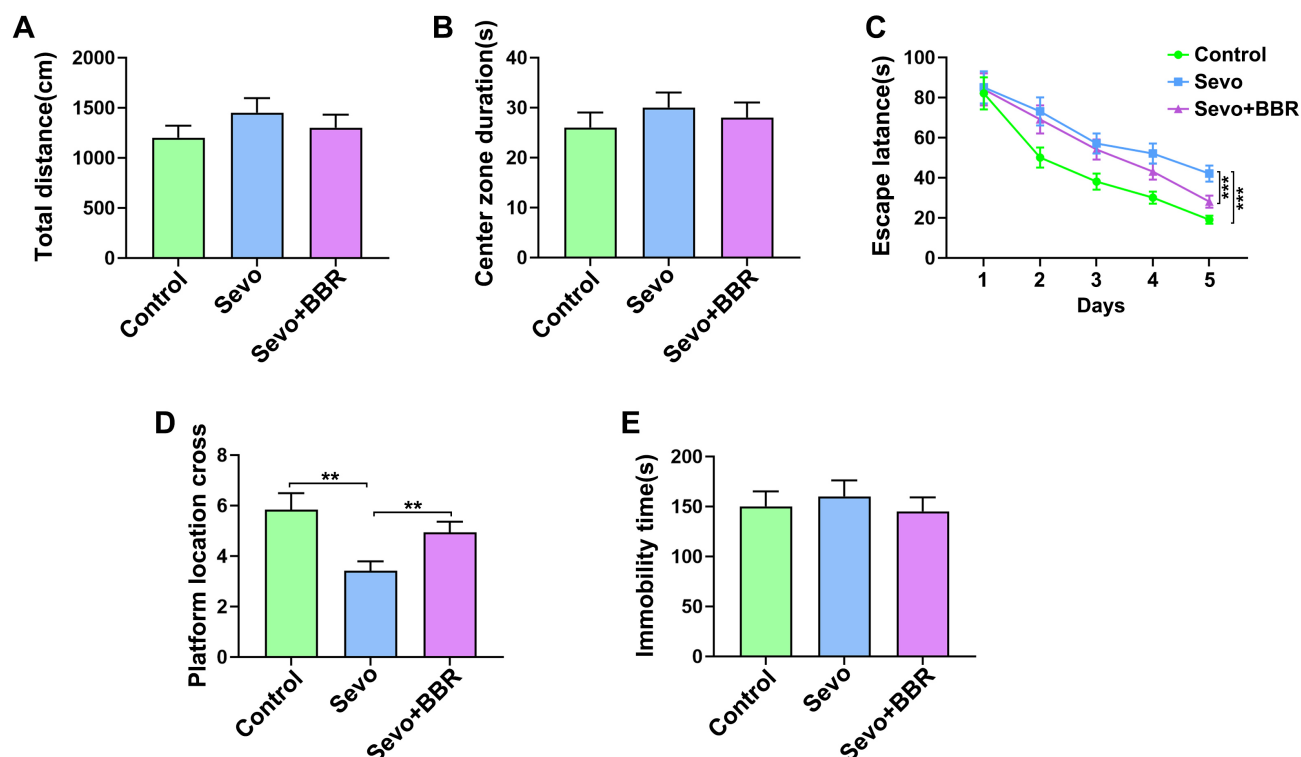 A
Total distance(cm)
2000
1500
1000
500
0
Control
Sevo
Sevo+BBR
B
Center zone duration(s)
40
30
20
10
0
Control
Sevo
Sevo+BBR
C
Escape latance(s)
100
80
60
40
20
0
1 2 3 4 5
Days
Control
Sevo
Sevo+BBR
***
***
D
Platform location cross
8
6
4
2
0
**
**
Control
Sevo
Sevo+BBR
E
Immobility time(s)
200
150
100
50
0
Control
Sevo
Sevo+BBR